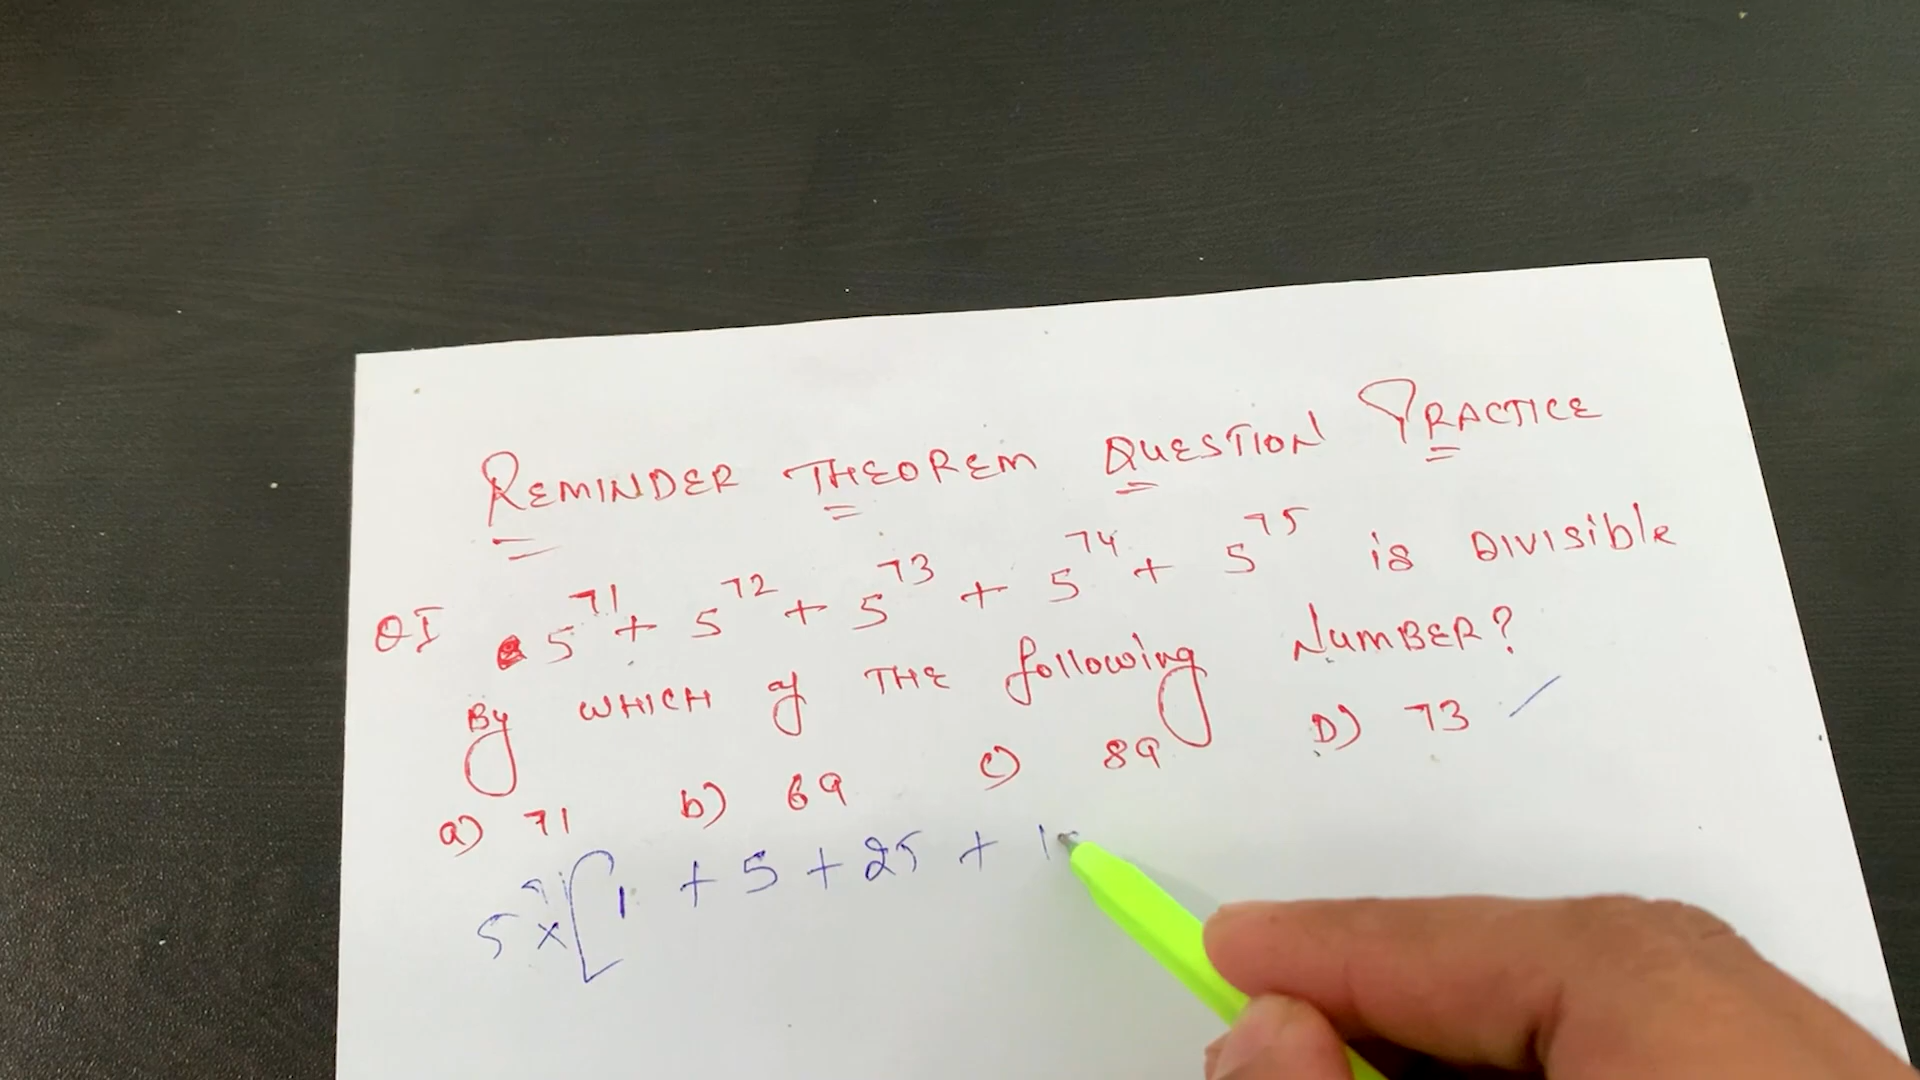 REMINDER THEOREM QUESTION PRACTICE
QI 5^71 + 5^72 + 5^73 + 5^74 + 5^75 is DIVISIble
By WHICH of THE following NUMBER?
a) 71 b) 69 c) 89 D) 73
5^71 × [1 + 5 + 25 + 1